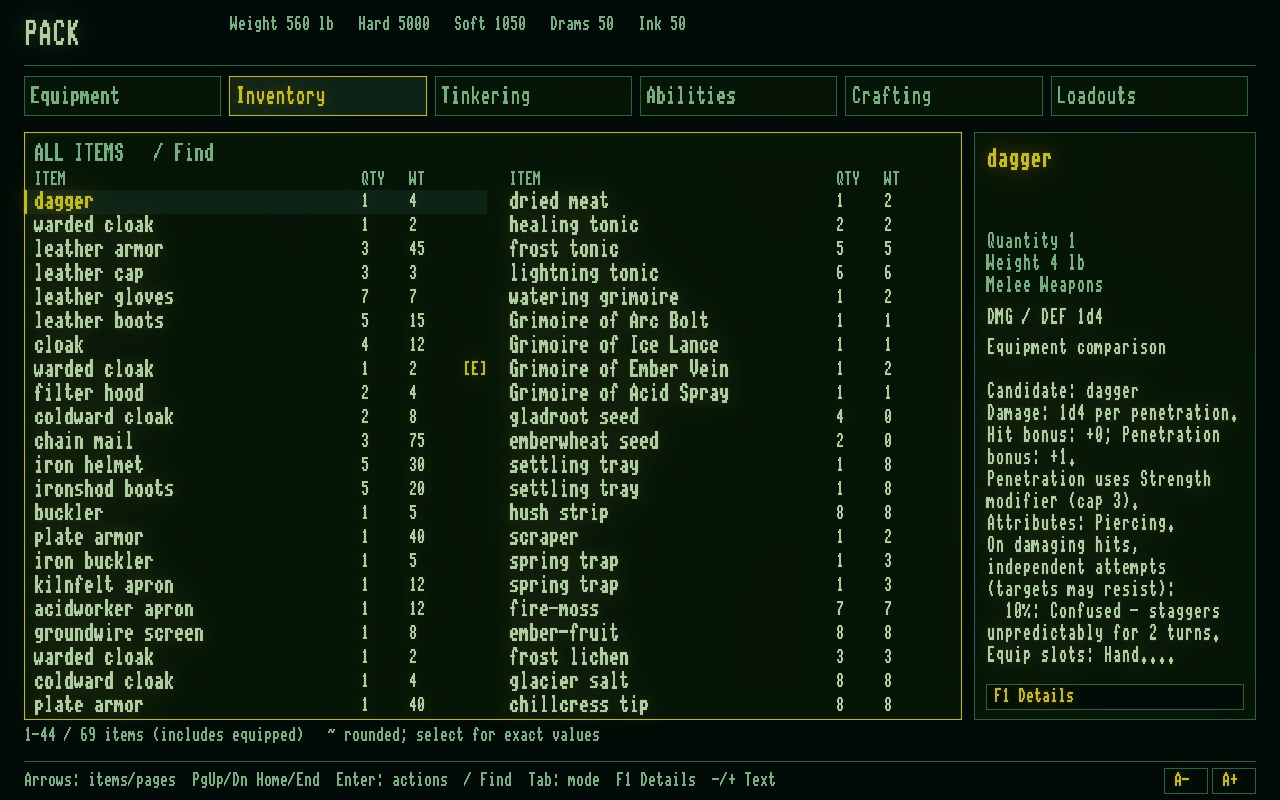 PACK
Weight 560 lb Hard 5000 Soft 1050 Drams 50 Ink 50
Equipment Inventory Tinkering Abilities Crafting Loadouts
ALL ITEMS / Find
ITEM QTY WT
dagger 1 4
warded cloak 1 2
leather armor 3 45
leather cap 3 3
leather gloves 7 7
leather boots 5 15
cloak 4 12
warded cloak 1 2 [E]
filter hood 2 4
coldward cloak 2 8
chain mail 3 75
iron helmet 5 30
ironshod boots 5 20
buckler 1 5
plate armor 1 40
iron buckler 1 5
kilnfelt apron 1 12
acidworker apron 1 12
groundwire screen 1 8
warded cloak 1 2
coldward cloak 1 4
plate armor 1 40
ITEM QTY WT
dried meat 1 2
healing tonic 2 2
frost tonic 5 5
lightning tonic 6 6
watering grimoire 1 2
Grimoire of Arc Bolt 1 1
Grimoire of Ice Lance 1 1
Grimoire of Ember Vein 1 2
Grimoire of Acid Spray 1 1
gladroot seed 4 0
emberwheat seed 2 0
settling tray 1 8
settling tray 1 8
hush strip 8 8
scraper 1 2
spring trap 1 3
spring trap 1 3
fire-moss 7 7
ember-fruit 8 8
frost lichen 3 3
glacier salt 8 8
chillcress tip 8 8
dagger
Quantity 1
Weight 4 lb
Melee Weapons
DMG / DEF 1d4
Equipment comparison
Candidate: dagger
Damage: 1d4 per penetration.
Hit bonus: +0; Penetration
bonus: +1.
Penetration uses Strength
modifier (cap 3).
Attributes: Piercing.
On damaging hits,
independent attempts
(targets may resist):
10%: Confused - staggers
unpredictably for 2 turns.
Equip slots: Hand....
F1 Details
1-44 / 69 items (includes equipped) ~ rounded; select for exact values
Arrows: items/pages PgUp/Dn Home/End Enter: actions / Find Tab: mode F1 Details -/+ Text
A- A+